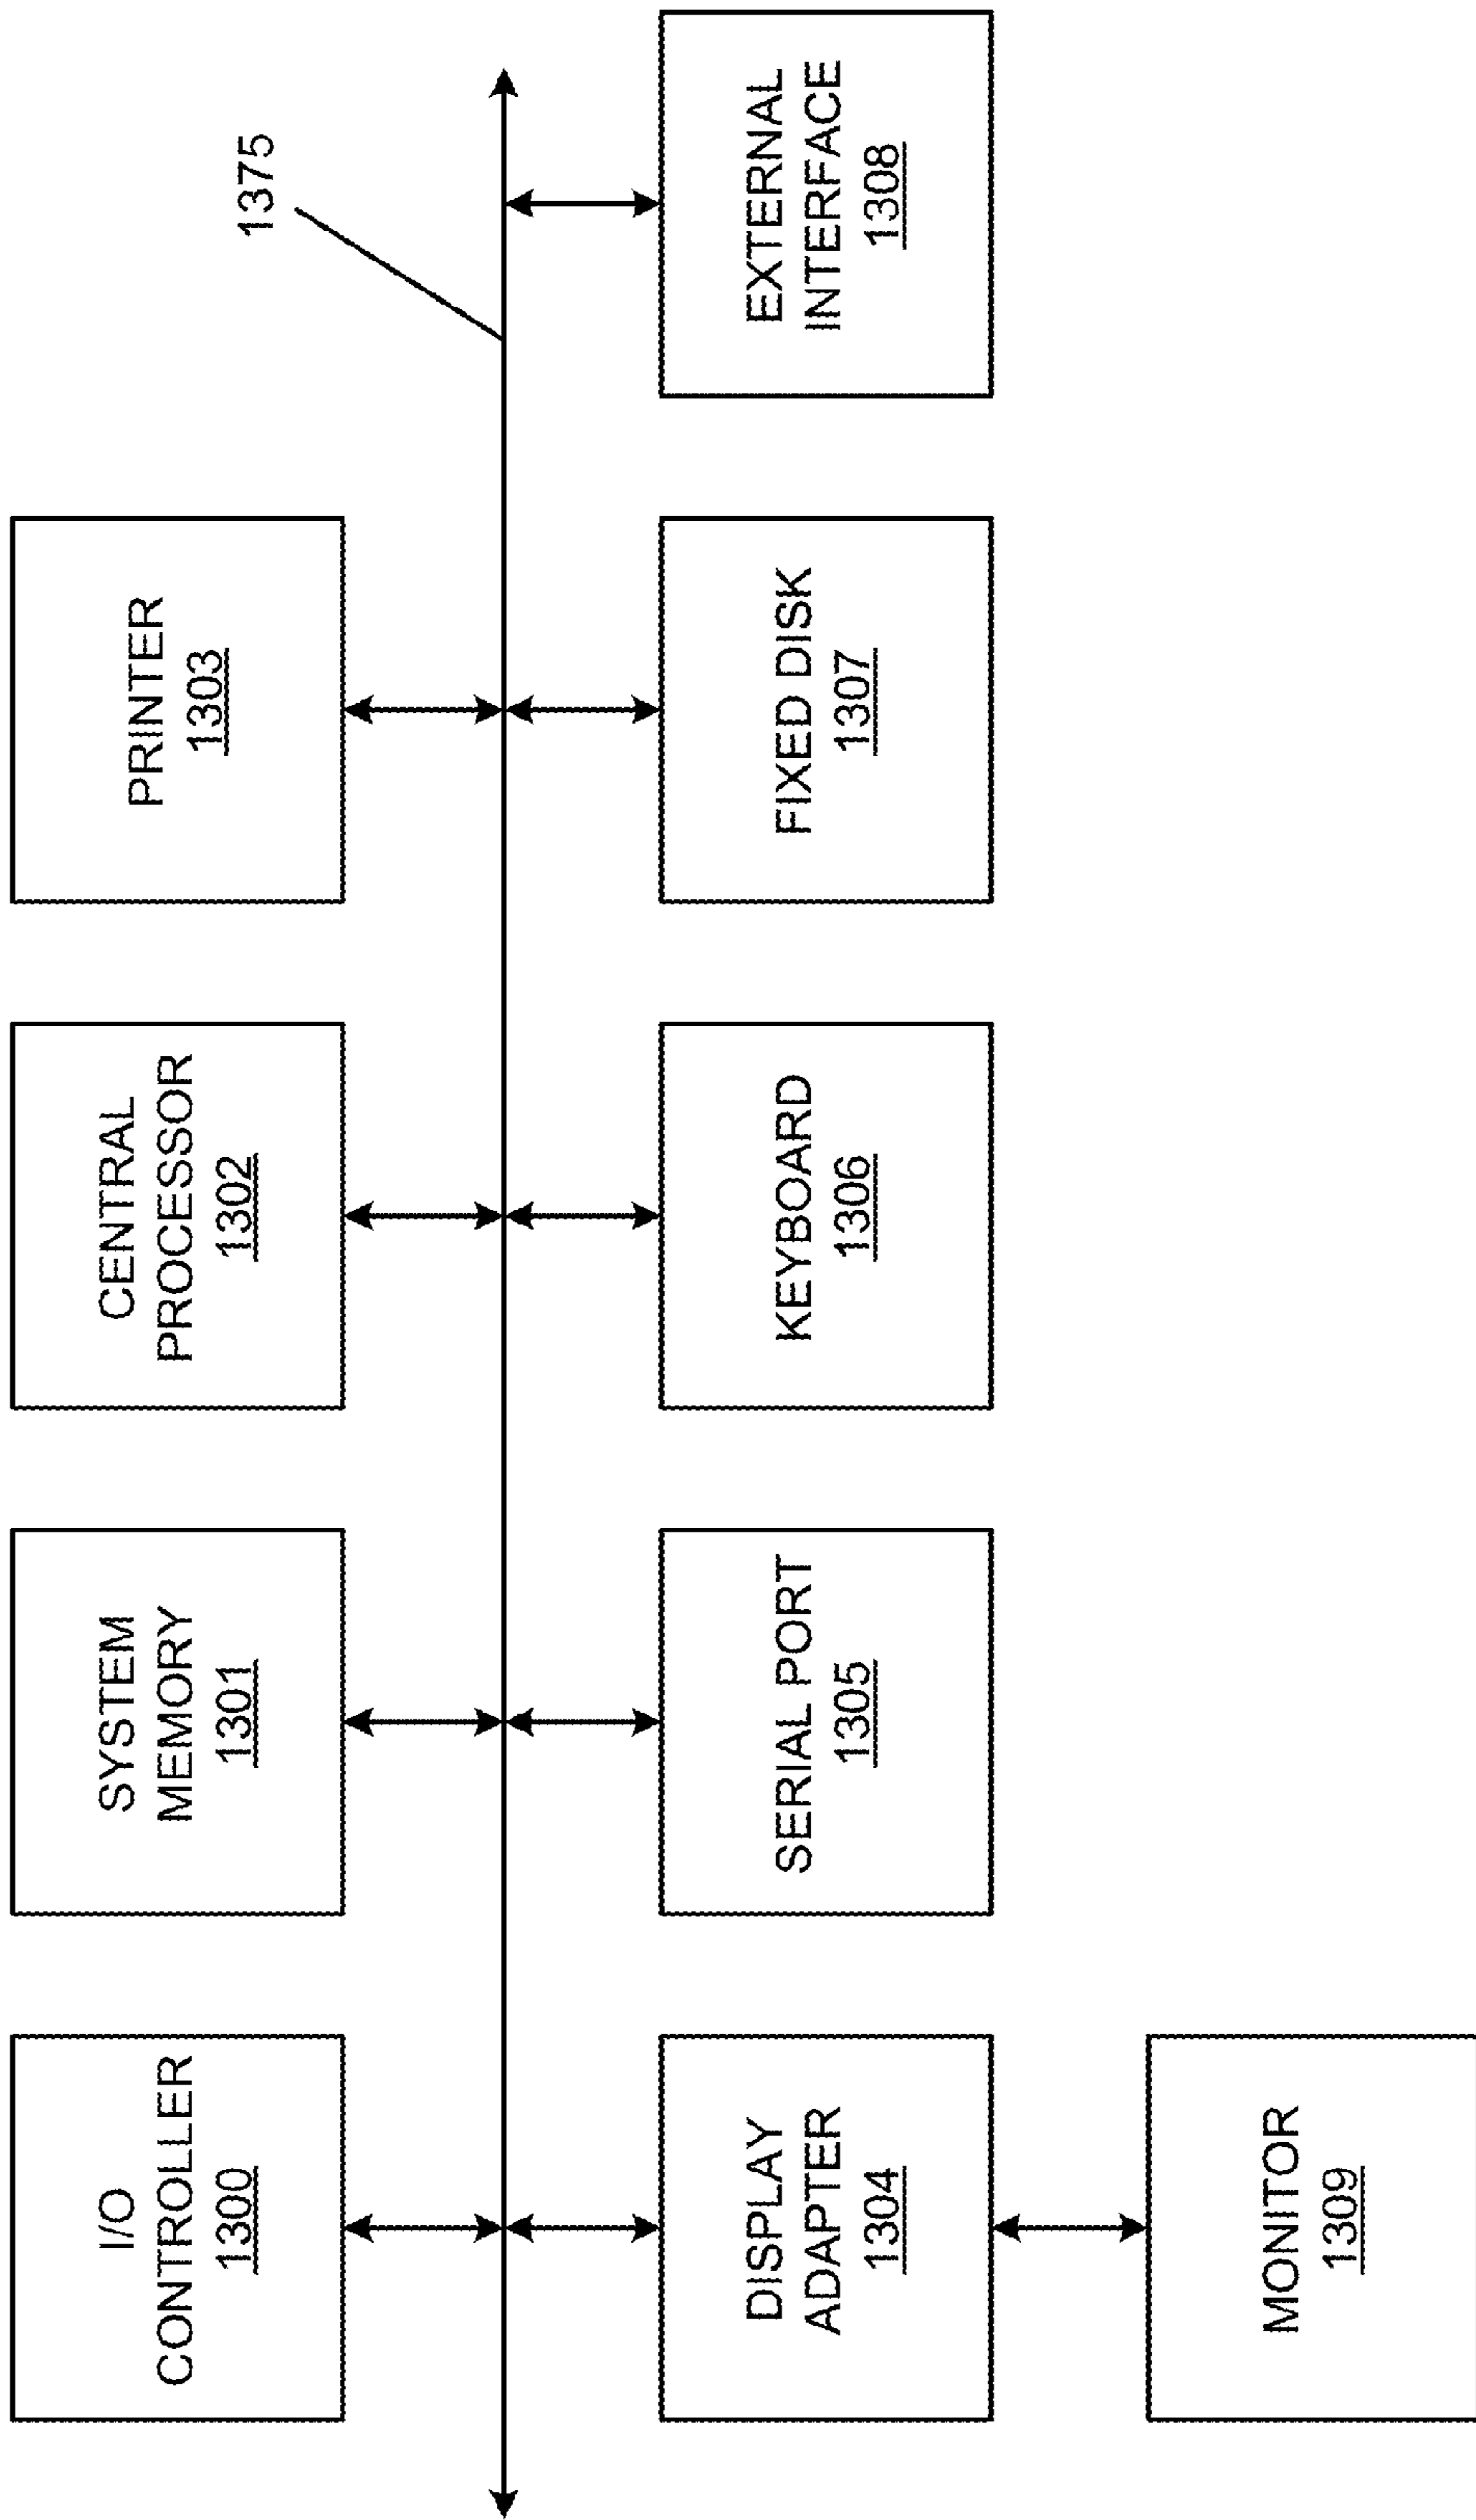 I/O
CONTROLLER
1300
SYSTEM
MEMORY
1301
CENTRAL
PROCESSOR
1302
PRINTER
1303
1375
DISPLAY
ADAPTER
1304
SERIAL PORT
1305
KEYBOARD
1306
FIXED DISK
1307
EXTERNAL
INTERFACE
1308
MONITOR
1309